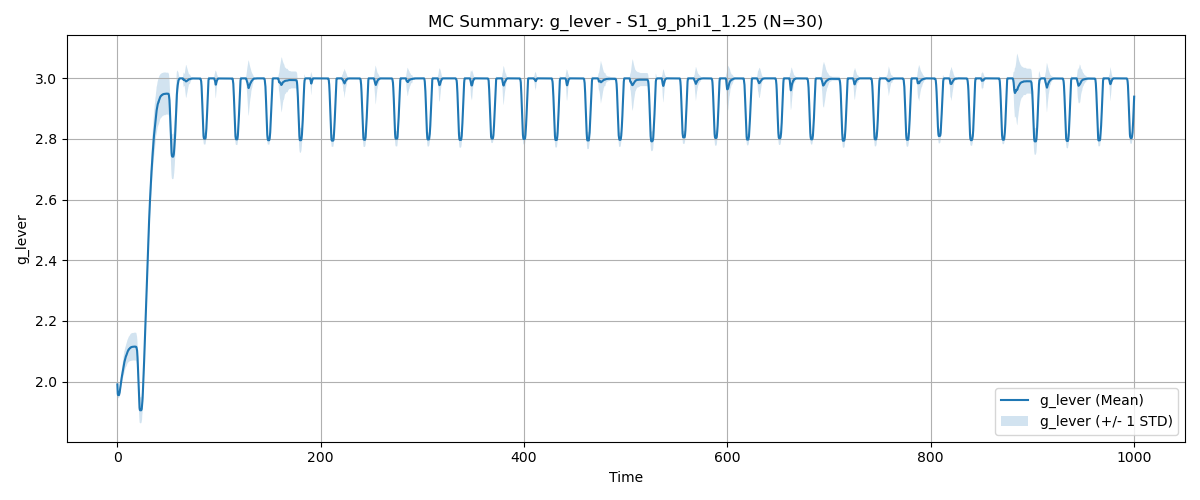 MC Summary: g_lever - S1_g_phi1_1.25 (N=30)
g_lever
3.0
2.8
2.6
2.4
2.2
2.0
0
200
400
600
800
1000
Time
g_lever (Mean)
g_lever (+/- 1 STD)